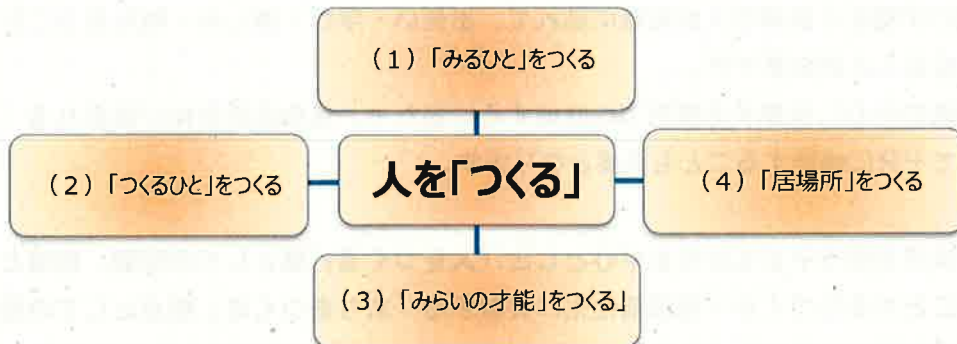 (1)「みるひと」をつくる
(2)「つくるひと」をつくる
人を「つくる」
(4)「居場所」をつくる
(3)「みらいの才能」をつくる」